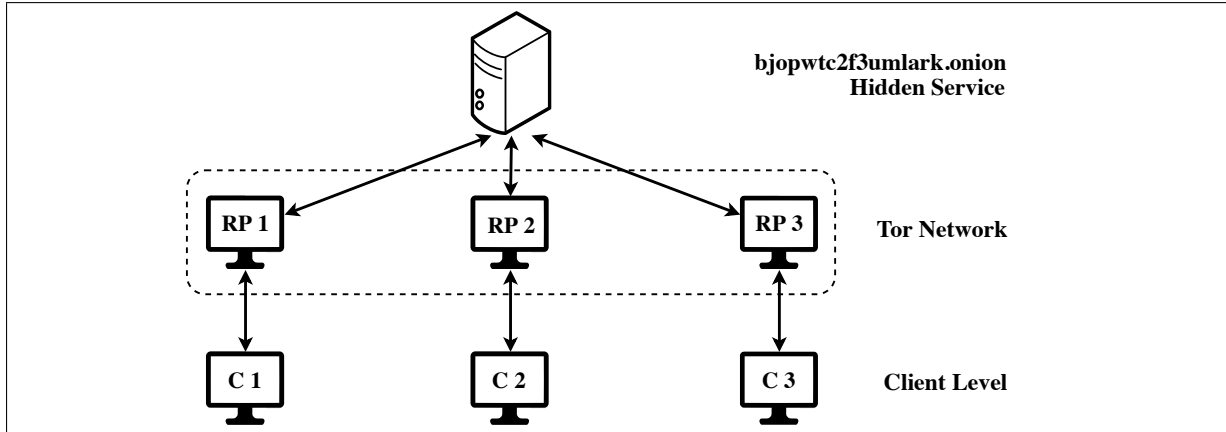 bjopwtc2f3umlark.onion
Hidden Service
RP 1
RP 2
RP 3
Tor Network
C 1
C 2
C 3
Client Level